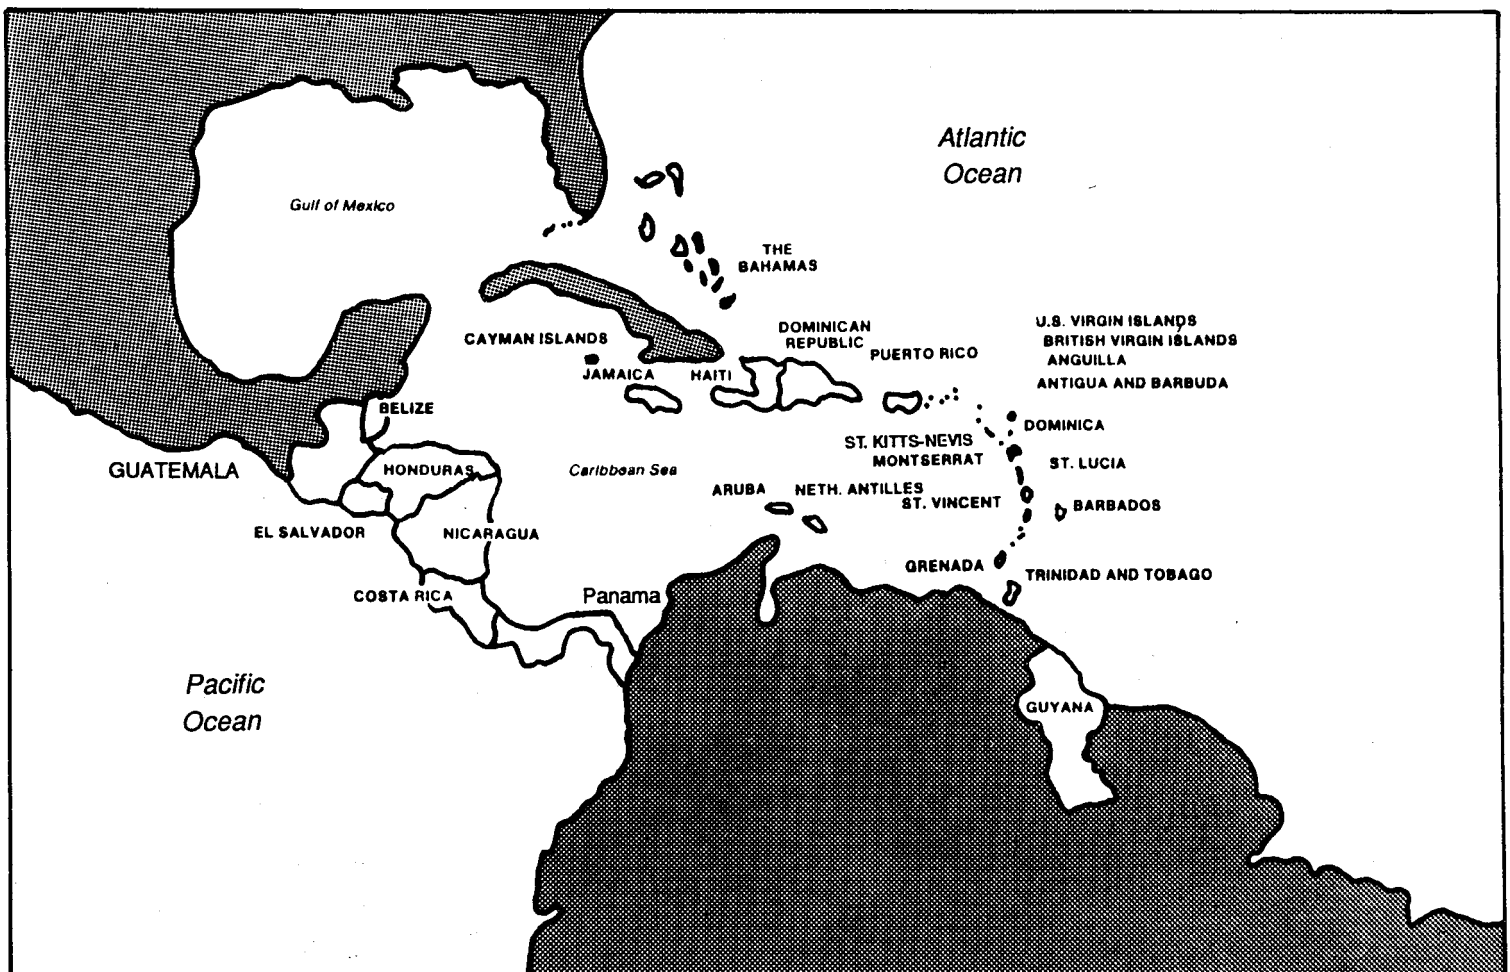 Atlantic
Ocean
Gulf of Mexico
THE
BAHAMAS
U.S. VIRGIN ISLANDS
BRITISH VIRGIN ISLANDS
ANGUILLA
ANTIGUA AND BARBUDA
DOMINICAN
REPUBLIC
PUERTO RICO
CAYMAN ISLANDS
JAMAICA
HAITI
BELIZE
DOMINICA
ST. KITTS-NEVIS
MONTSERRAT
GUATEMALA
HONDURAS
Caribbean Sea
ST. LUCIA
ARUBA
NETH. ANTILLES
ST. VINCENT
BARBADOS
EL SALVADOR
NICARAGUA
GRENADA
TRINIDAD AND TOBAGO
COSTA RICA
Panama
Pacific
Ocean
GUYANA